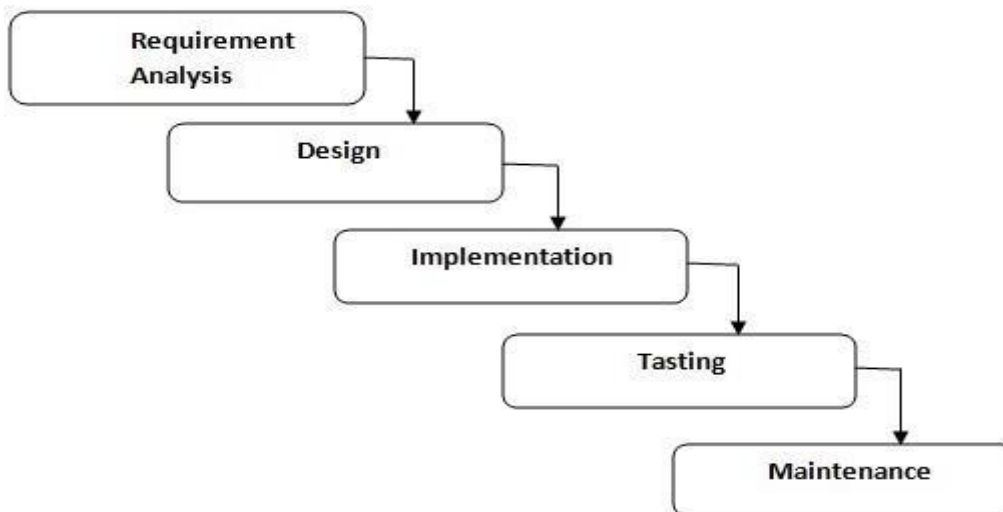 Requirement
Analysis
Design
Implementation
Tasting
Maintenance